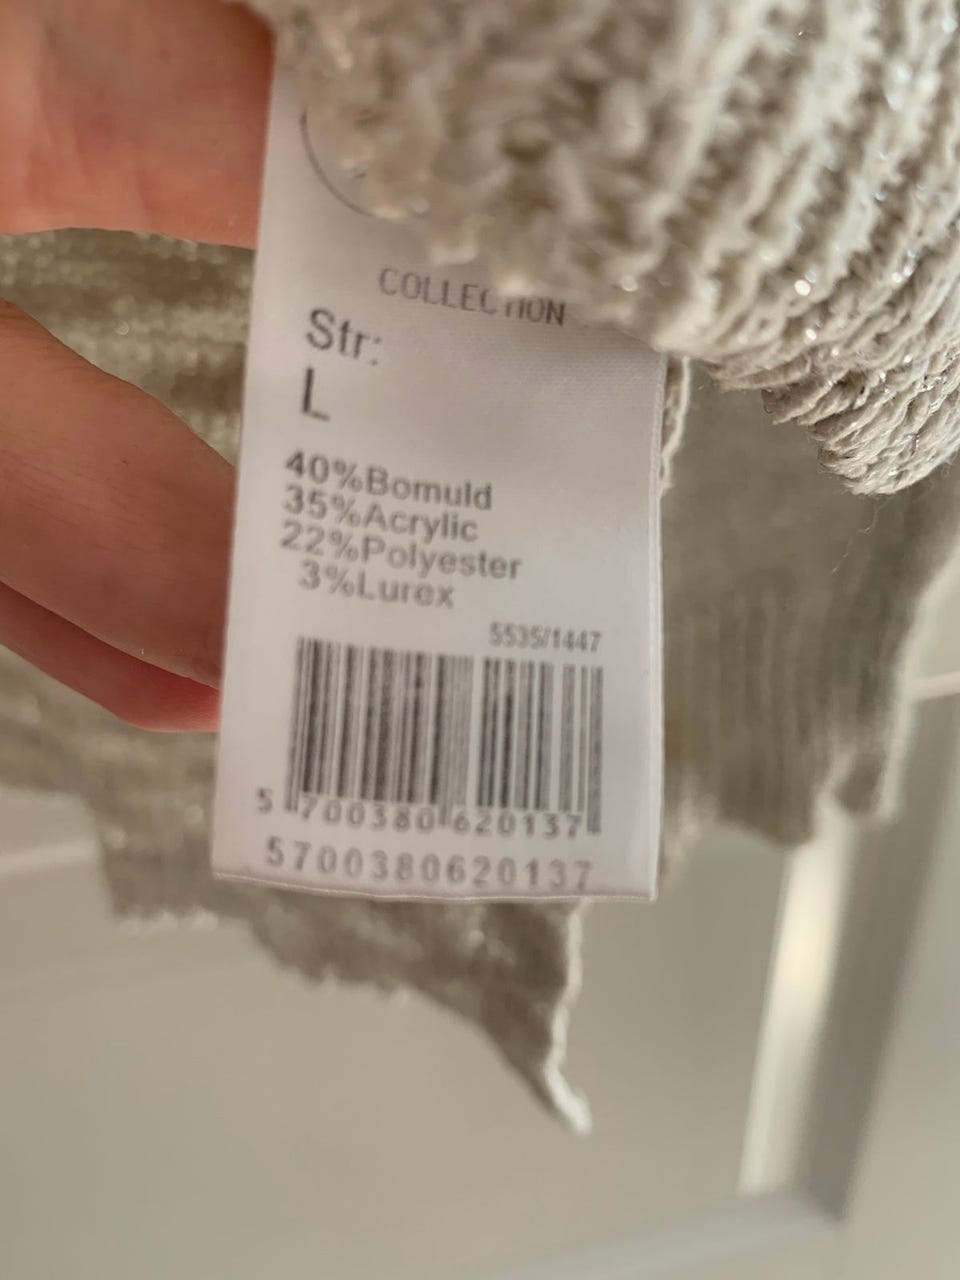 COLLECTION
Str:
L
40%Bomuld
35%Acrylic
22%Polyester
3%Lurex
5535/1447
5 700380 620137
5700380620137